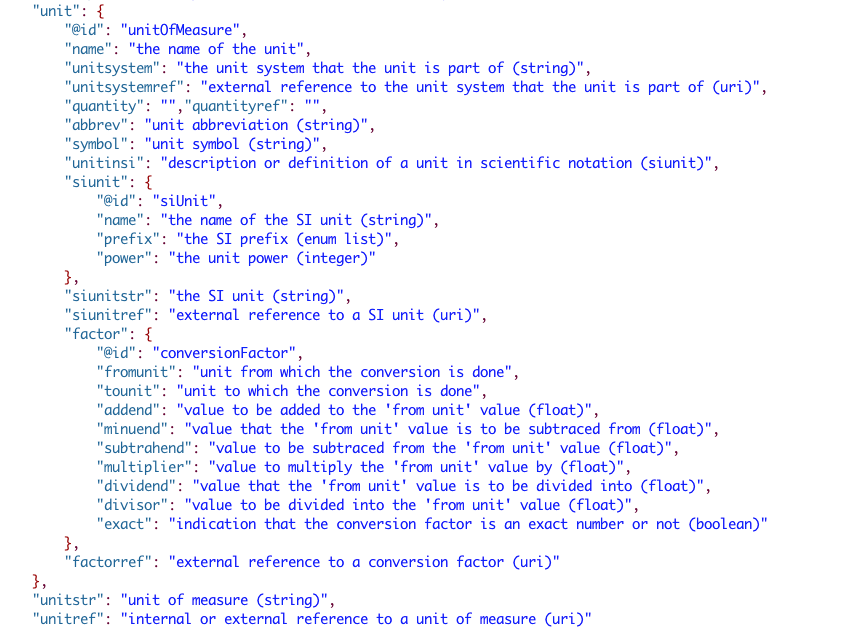 "unit": {
"@id": "unitOfMeasure",
"name": "the name of the unit",
"unitsystem": "the unit system that the unit is part of (string)",
"unitsystemref": "external reference to the unit system that the unit is part of (uri)",
"quantity": "","quantityref": "",
"abbrev": "unit abbreviation (string)",
"symbol": "unit symbol (string)",
"unitinsi": "description or definition of a unit in scientific notation (siunit)",
"siunit": {
"@id": "siUnit",
"name": "the name of the SI unit (string)",
"prefix": "the SI prefix (enum list)",
"power": "the unit power (integer)"
},
"siunitstr": "the SI unit (string)",
"siunitref": "external reference to a SI unit (uri)",
"factor": {
"@id": "conversionFactor",
"fromunit": "unit from which the conversion is done",
"tounit": "unit to which the conversion is done",
"addend": "value to be added to the 'from unit' value (float)",
"minuend": "value that the 'from unit' value is to be subtraced from (float)",
"subtrahend": "value to be subtraced from the 'from unit' value (float)",
"multiplier": "value to multiply the 'from unit' value by (float)",
"dividend": "value that the 'from unit' value is to be divided into (float)",
"divisor": "value to be divided into the 'from unit' value (float)",
"exact": "indication that the conversion factor is an exact number or not (boolean)"
},
"factorref": "external reference to a conversion factor (uri)"
},
"unitstr": "unit of measure (string)",
"unitref": "internal or external reference to a unit of measure (uri)"